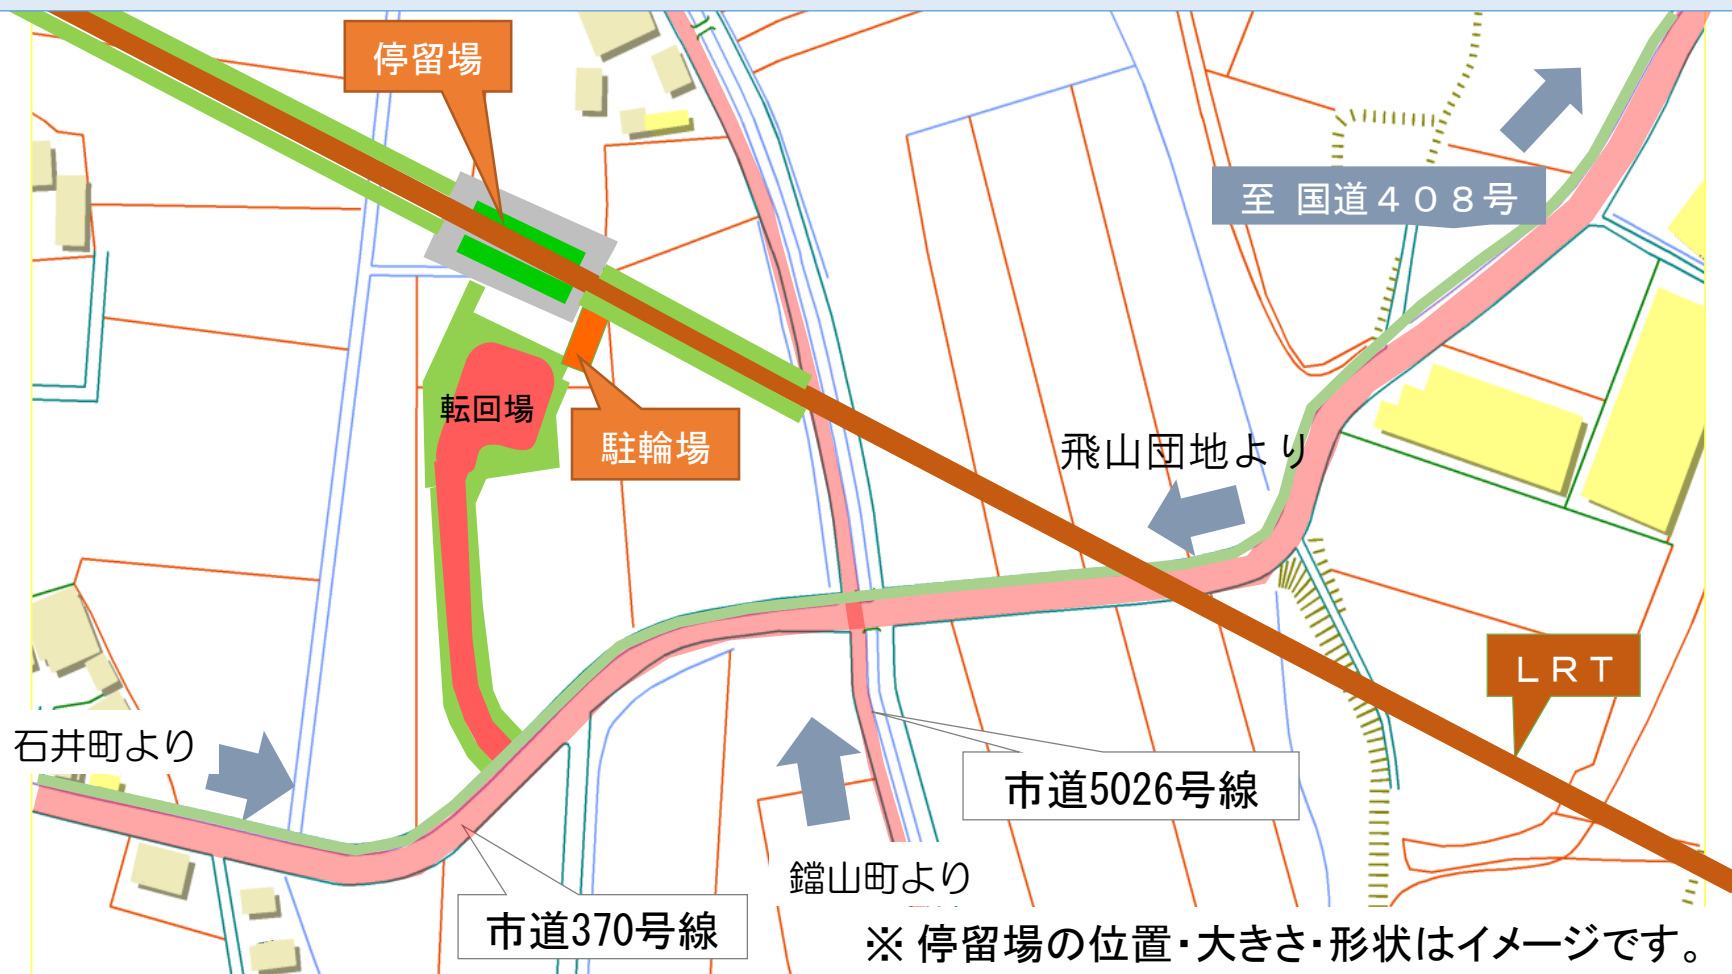 停留場
至 国道４０８号
転回場
駐輪場
飛山団地より
ＬＲＴ
石井町より
市道5026号線
鐺山町より
市道370号線
※ 停留場の位置・大きさ・形状はイメージです。